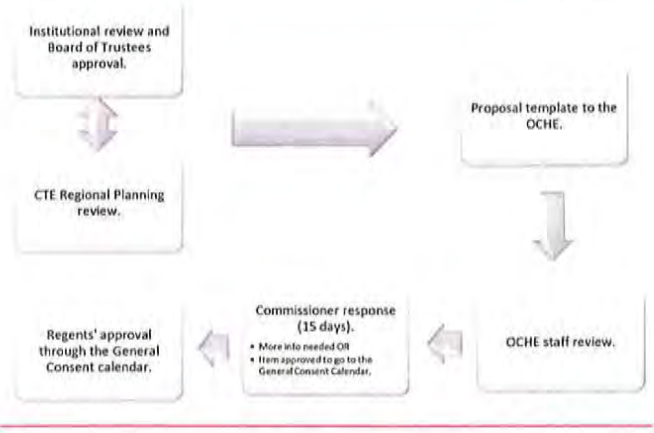 Institutional review and
Board of Trustees
approval.
CTE Regional Planning
review.
Proposal template to the
OCHE.
OCHE staff review.
Commissioner response
(15 days).
• More info needed OR
• Item approved to go to the
General Consent Calendar.
Regents' approval
through the General
Consent calendar.